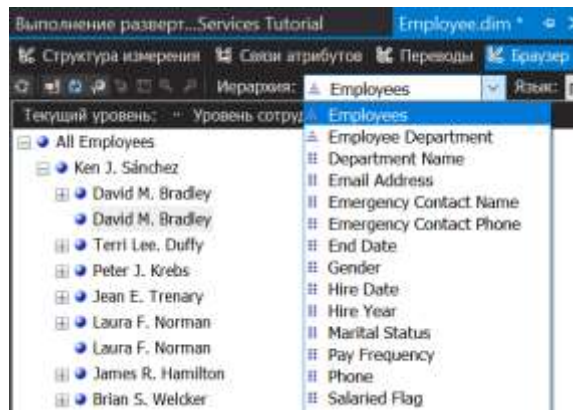 Выполнение разверт...Services Tutorial Employee.dim *
Структура измерения Связи атрибутов Переводы Браузер
Иерархия: Employees Язык:
Текущий уровень: Уровень сотруд
Employees
Employee Department
Department Name
Email Address
Emergency Contact Name
Emergency Contact Phone
End Date
Gender
Hire Date
Hire Year
Marital Status
Pay Frequency
Phone
Salaried Flag
All Employees
Ken J. Sánchez
David M. Bradley
David M. Bradley
Terri Lee. Duffy
Peter J. Krebs
Jean E. Trenary
Laura F. Norman
Laura F. Norman
James R. Hamilton
Brian S. Welcker